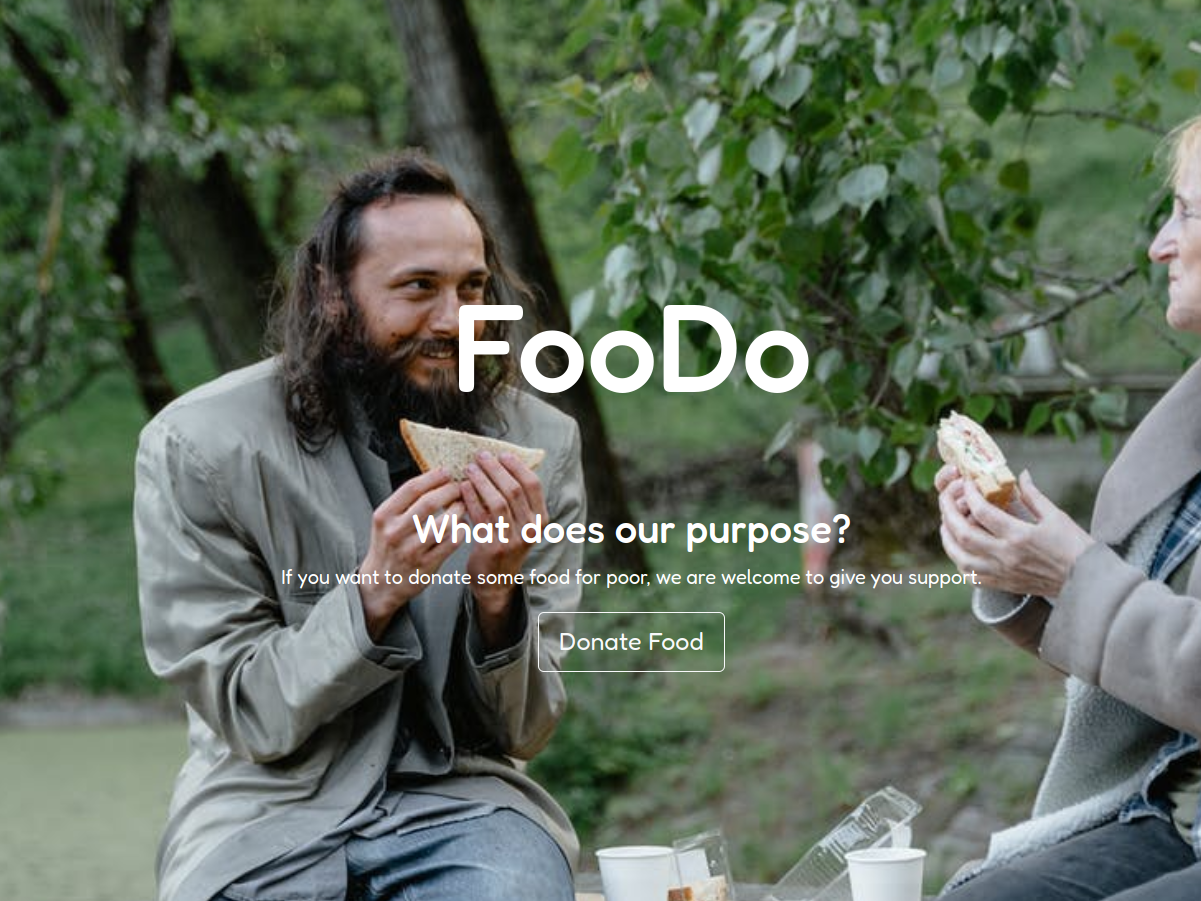 FooDo
What does our purpose?
If you want to donate some food for poor, we are welcome to give you support.
Donate Food